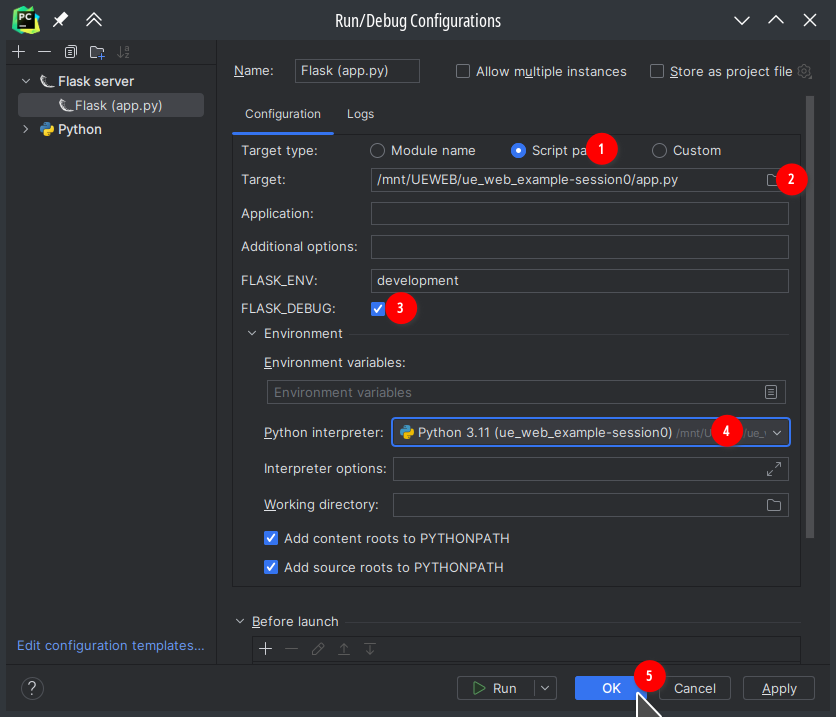 PC
Run/Debug Configurations
Name: Flask (app.py) Allow multiple instances Store as project file
Flask server
Flask (app.py)
Python
Configuration Logs
Target type: Module name Script pa 1 Custom
Target: /mnt/UEWEB/ue_web_example-session0/app.py 2
Application:
Additional options:
FLASK_ENV: development
FLASK_DEBUG: 3
Environment
Environment variables:
Environment variables
Python interpreter: Python 3.11 (ue_web_example-session0) /mnt/U 4 /ue_
Interpreter options:
Working directory:
Add content roots to PYTHONPATH
Add source roots to PYTHONPATH
Before launch
Edit configuration templates...
? Run OK 5 Cancel Apply